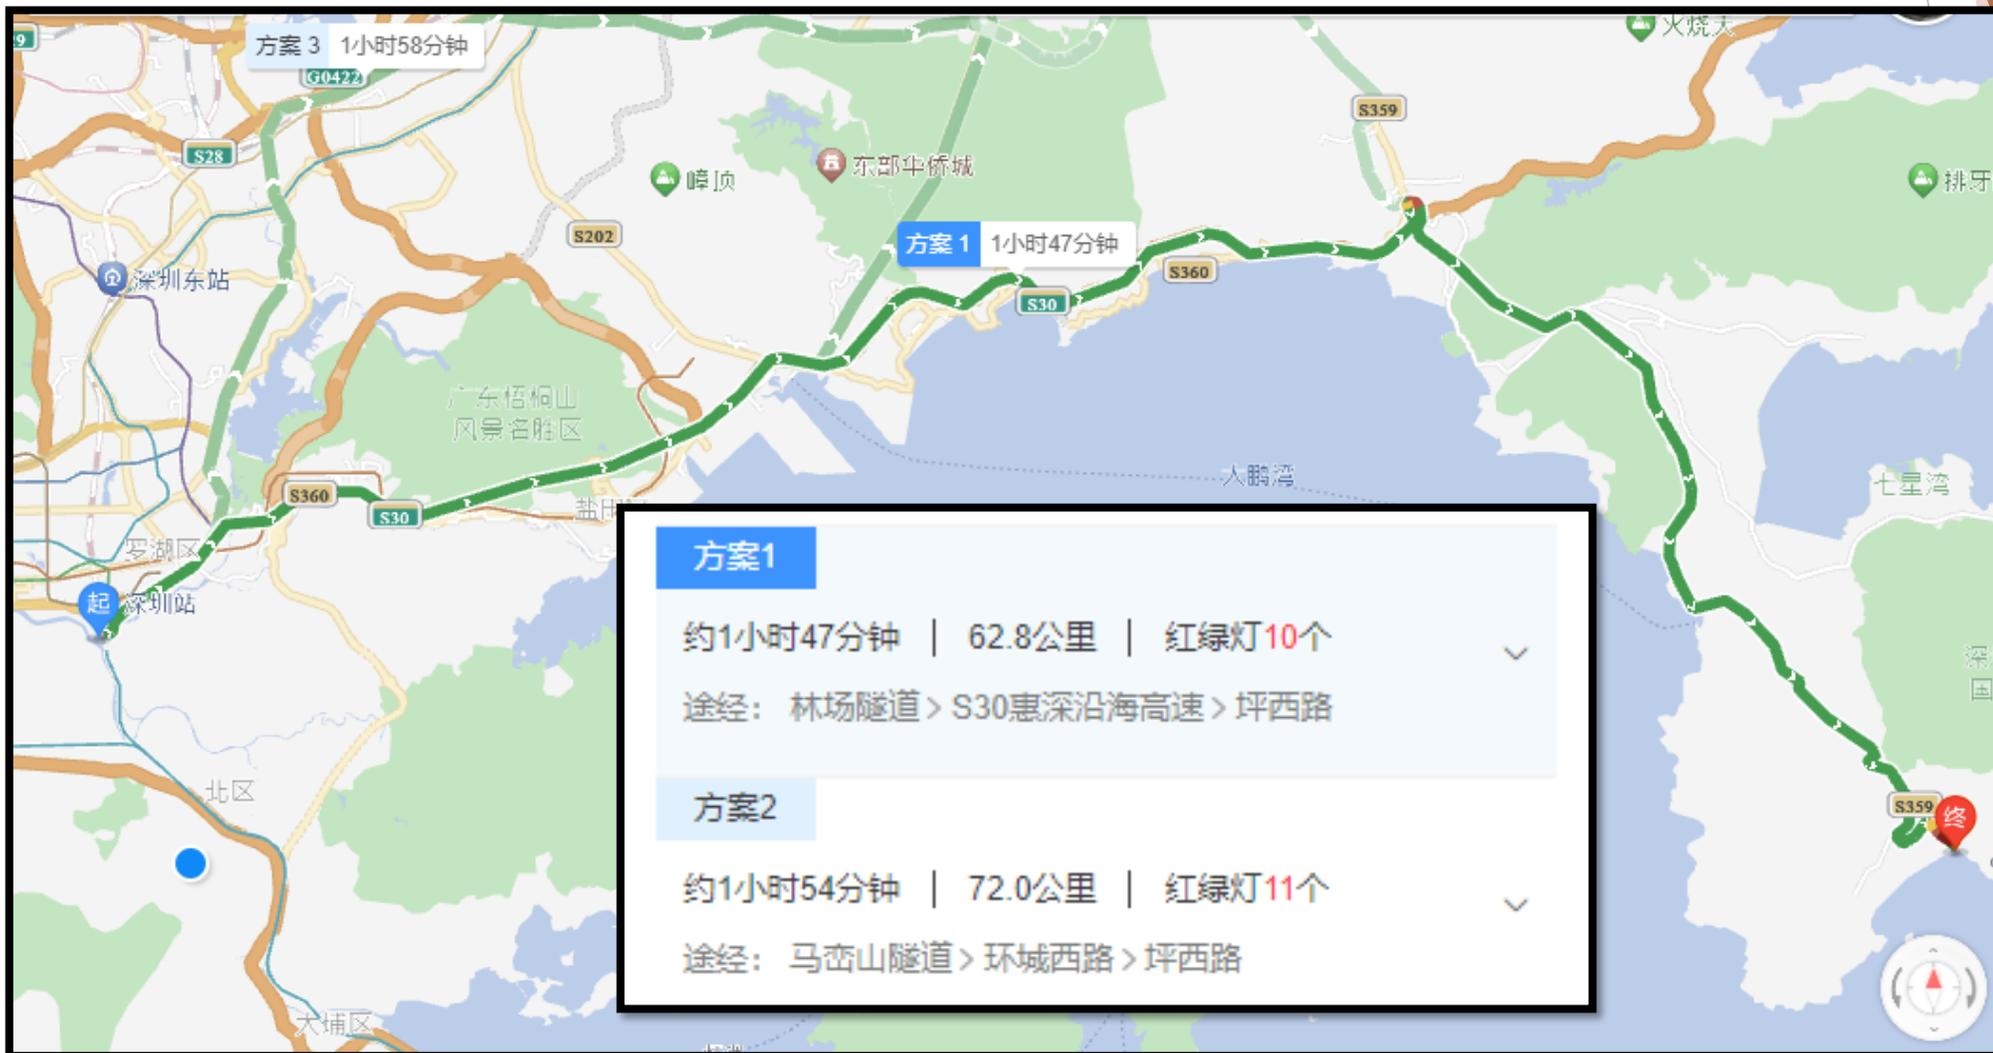 29
方案 3 1小时58分钟
G0422
火烧天
S359
S28
嶂顶
东部华侨城
排牙
S202
方案 1 1小时47分钟
深圳东站
S360
S30
广东梧桐山
风景名胜区
大鹏湾
七星湾
S360
S30
罗湖区
起
深圳站
深
国
S359
终
北区
大埔区
方案1
约1小时47分钟 | 62.8公里 | 红绿灯10个
途经： 林场隧道 > S30惠深沿海高速 > 坪西路
方案2
约1小时54分钟 | 72.0公里 | 红绿灯11个
途经： 马峦山隧道 > 环城西路 > 坪西路